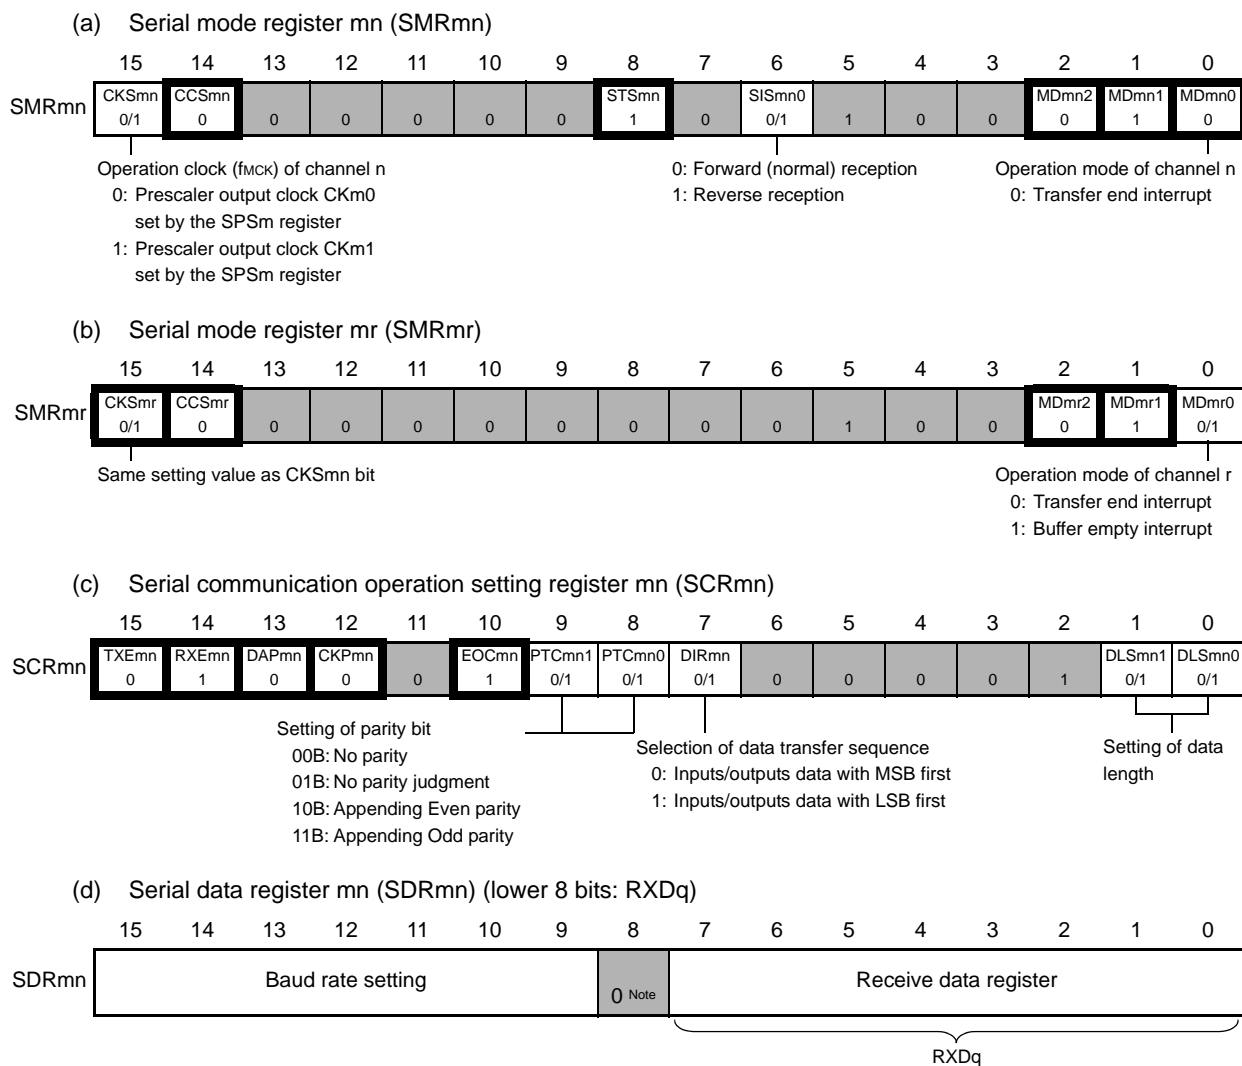 (a) Serial mode register mn (SMRmn)
15 14 13 12 11 10 9 8 7 6 5 4 3 2 1 0
SMRmn CKSmn 0/1 CCSmn 0 0 0 0 0 0 STSmn 1 0 SISmn0 0/1 1 0 0 MDmn2 0 MDmn1 1 MDmn0 0
Operation clock (fMCK) of channel n
0: Prescaler output clock CKm0
set by the SPSm register
1: Prescaler output clock CKm1
set by the SPSm register
0: Forward (normal) reception
1: Reverse reception
Operation mode of channel n
0: Transfer end interrupt
(b) Serial mode register mr (SMRmr)
15 14 13 12 11 10 9 8 7 6 5 4 3 2 1 0
SMRmr CKSmr 0/1 CCSmr 0 0 0 0 0 0 0 0 0 1 0 0 MDmr2 0 MDmr1 1 MDmr0 0/1
Same setting value as CKSmn bit
Operation mode of channel r
0: Transfer end interrupt
1: Buffer empty interrupt
(c) Serial communication operation setting register mn (SCRmn)
15 14 13 12 11 10 9 8 7 6 5 4 3 2 1 0
SCRmn TXEmn 0 RXEmn 1 DAPmn 0 CKPmn 0 0 EOCmn 1 PTCmn1 0/1 PTCmn0 0/1 DIRmn 0/1 0 0 0 0 1 DLSmn1 0/1 DLSmn0 0/1
Setting of parity bit
00B: No parity
01B: No parity judgment
10B: Appending Even parity
11B: Appending Odd parity
Selection of data transfer sequence
0: Inputs/outputs data with MSB first
1: Inputs/outputs data with LSB first
Setting of data
length
(d) Serial data register mn (SDRmn) (lower 8 bits: RXDq)
15 14 13 12 11 10 9 8 7 6 5 4 3 2 1 0
SDRmn Baud rate setting 0 Note Receive data register
RXDq